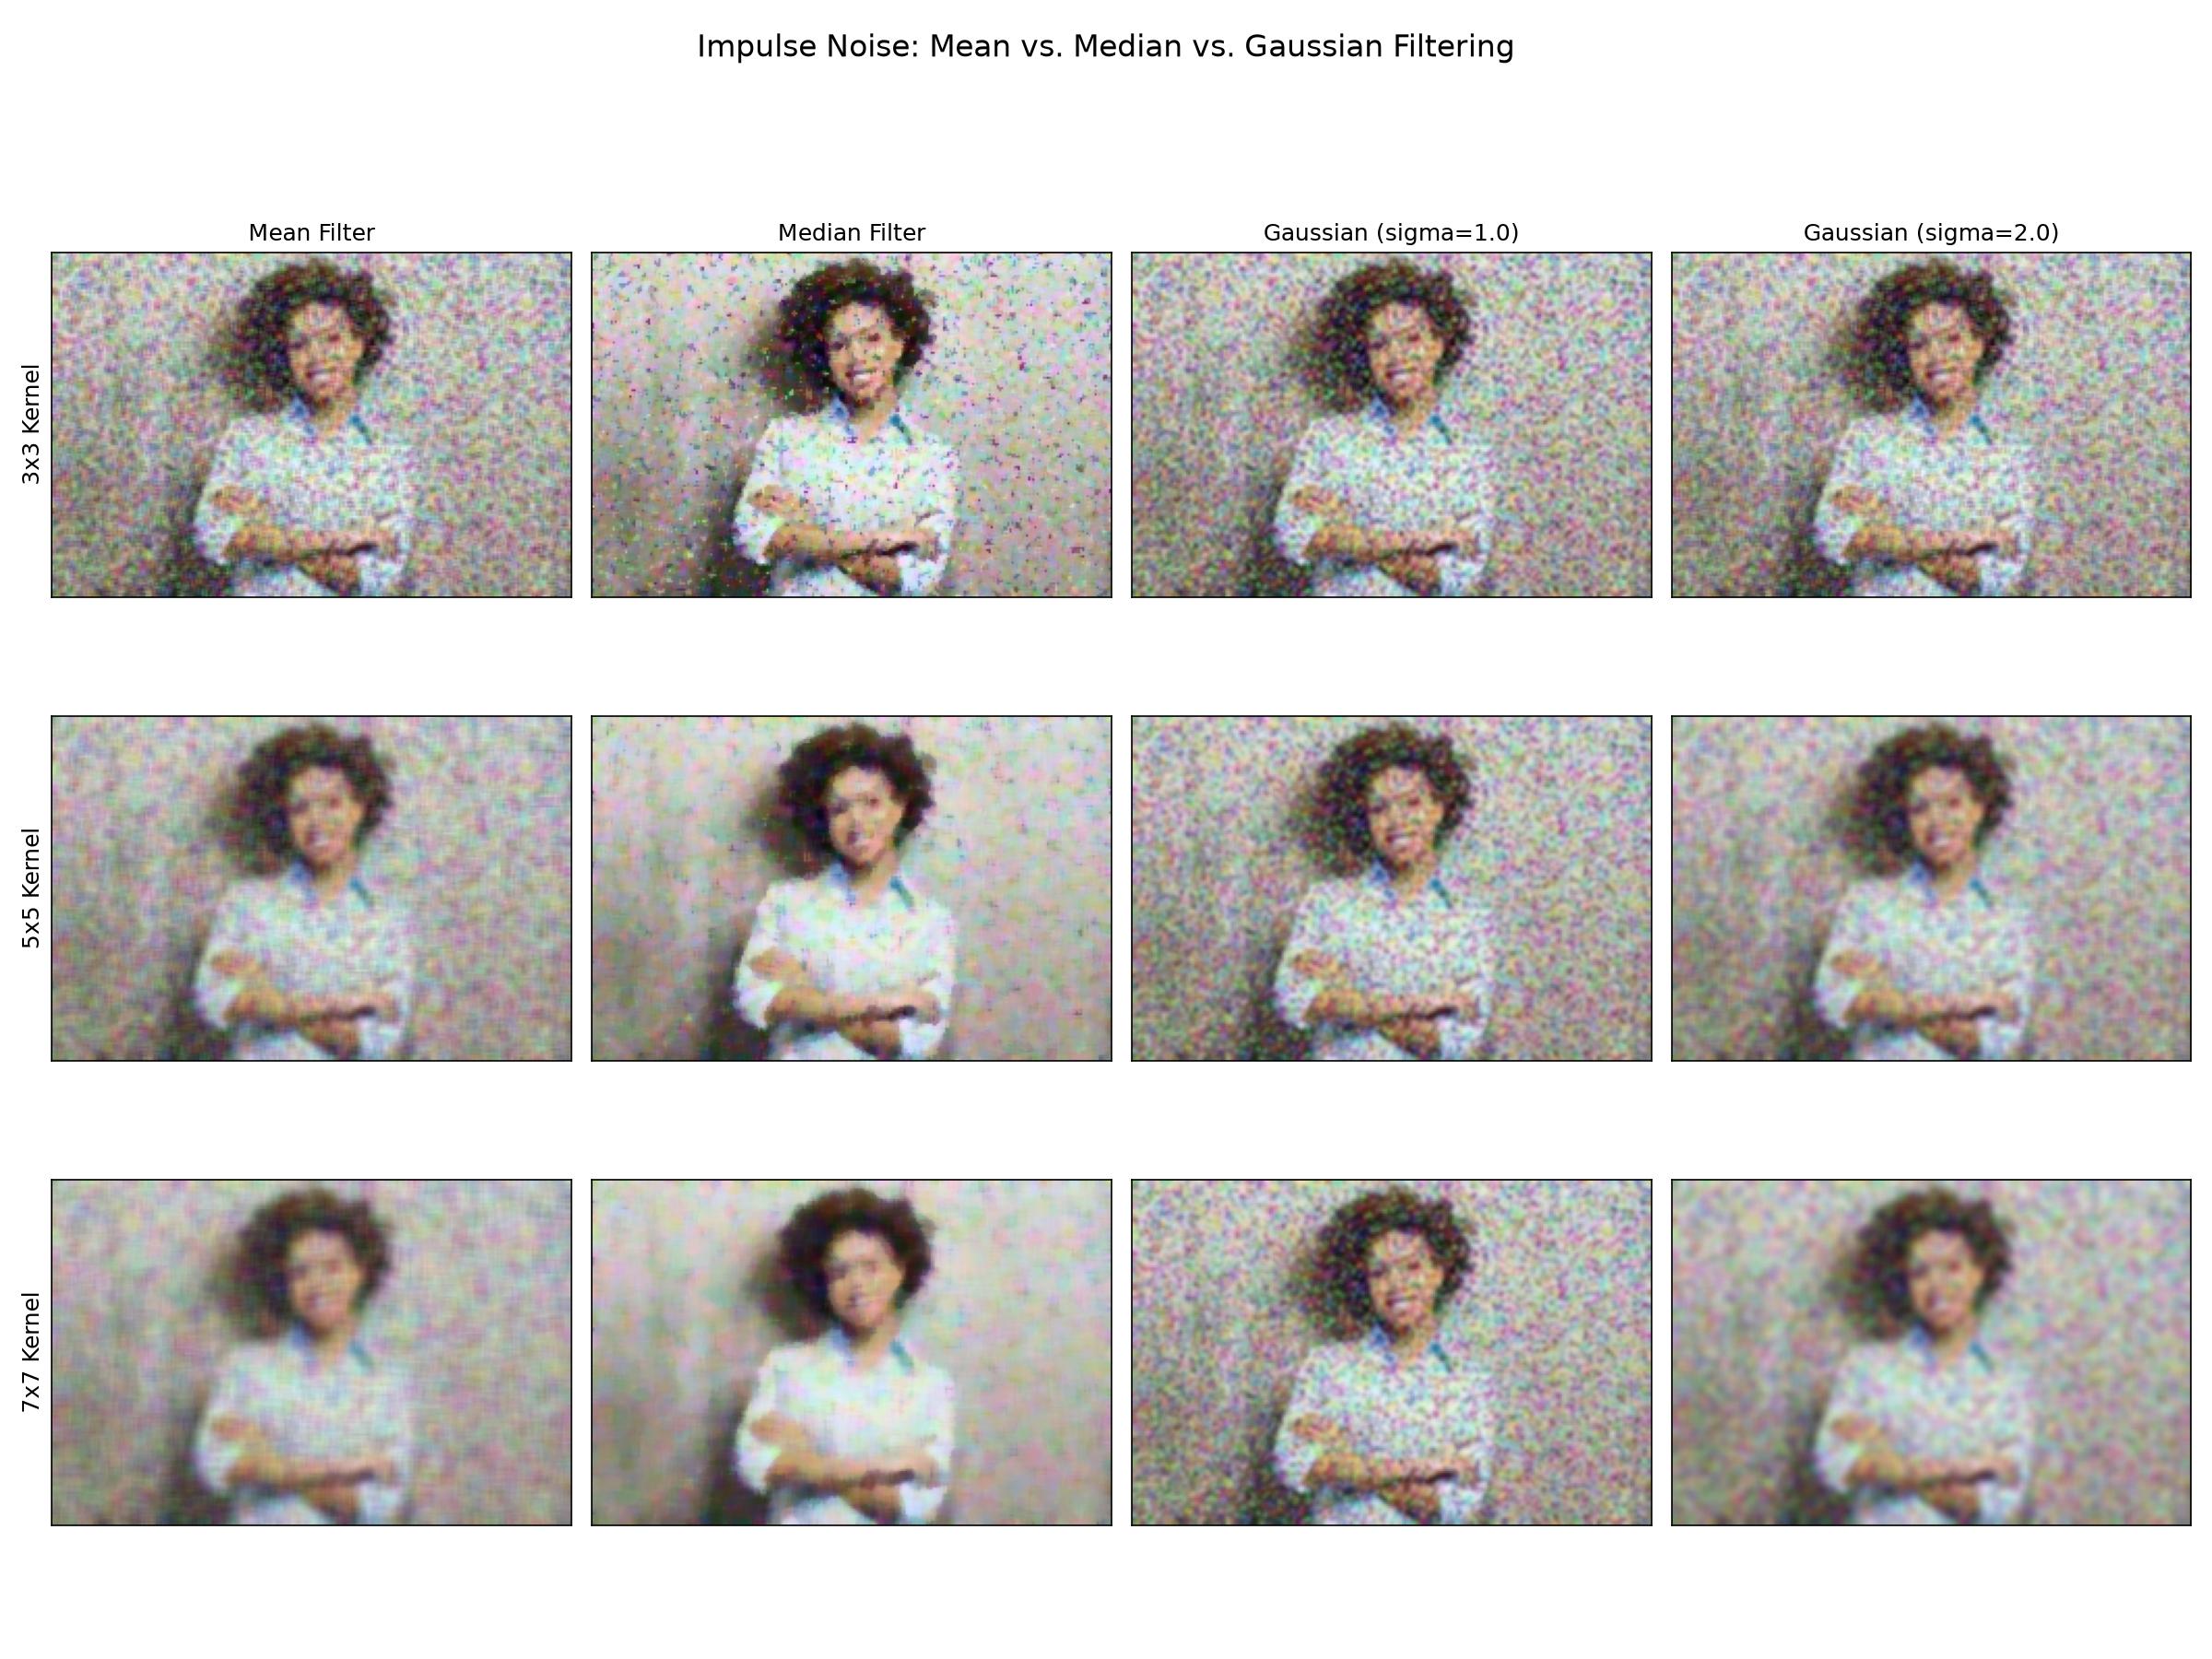 Impulse Noise: Mean vs. Median vs. Gaussian Filtering
Mean Filter
Median Filter
Gaussian (sigma=1.0)
Gaussian (sigma=2.0)
3x3 Kernel
5x5 Kernel
7x7 Kernel